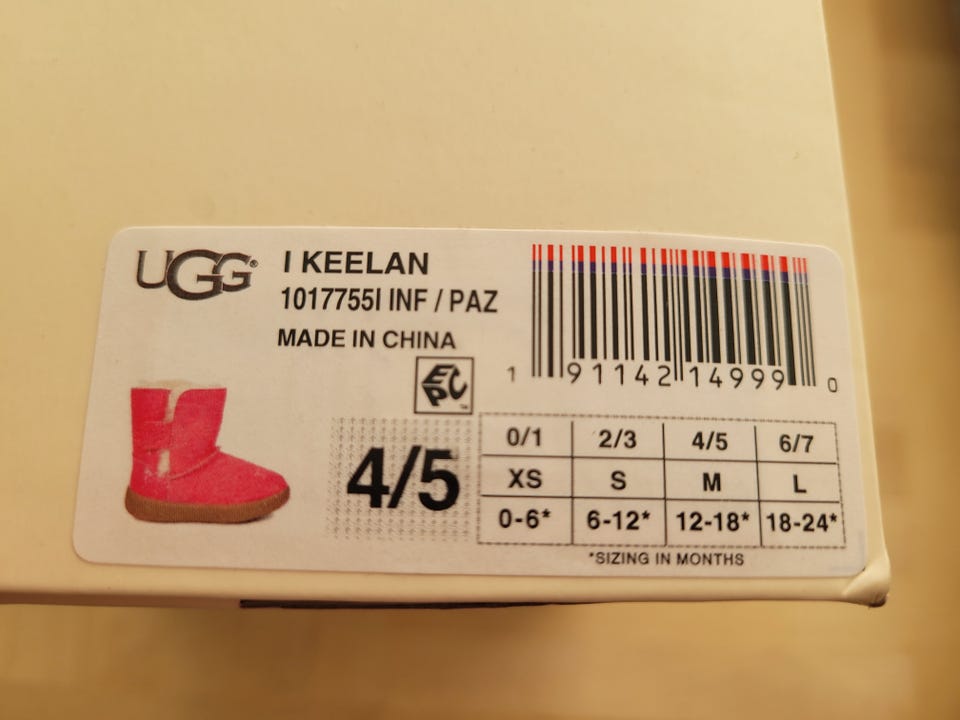 UGG®
I KEELAN
1017755I INF / PAZ
MADE IN CHINA
EPC™
1 91142 14999 0
4/5
0/1 2/3 4/5 6/7
XS S M L
0-6* 6-12* 12-18* 18-24*
*SIZING IN MONTHS